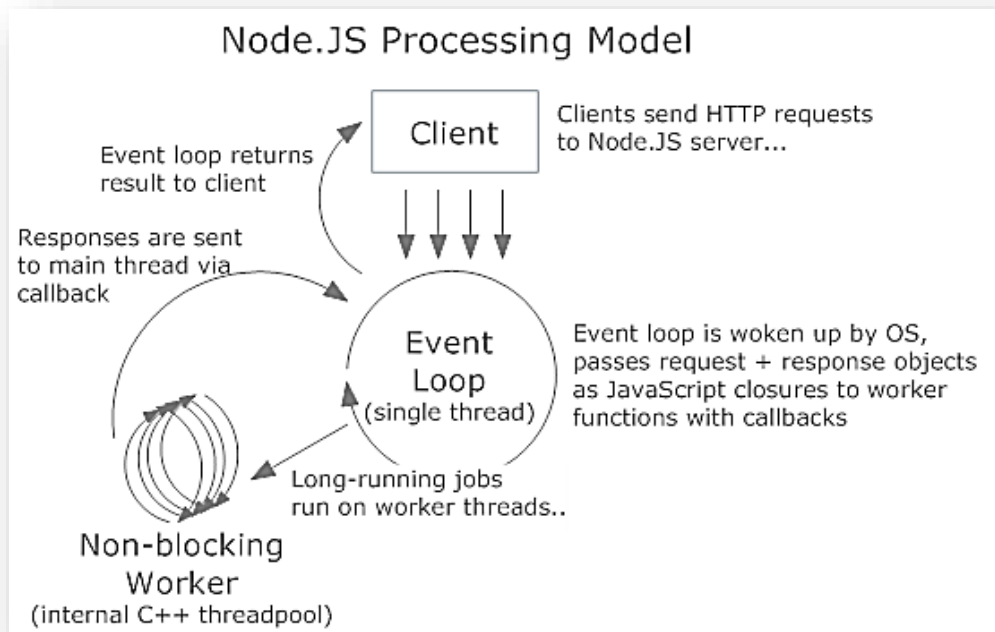 Node.JS Processing Model
Client
Clients send HTTP requests
to Node.JS server...
Event loop returns
result to client
Responses are sent
to main thread via
callback
Event
Loop
(single thread)
Event loop is woken up by OS,
passes request + response objects
as JavaScript closures to worker
functions with callbacks
Long-running jobs
run on worker threads..
Non-blocking
Worker
(internal C++ threadpool)